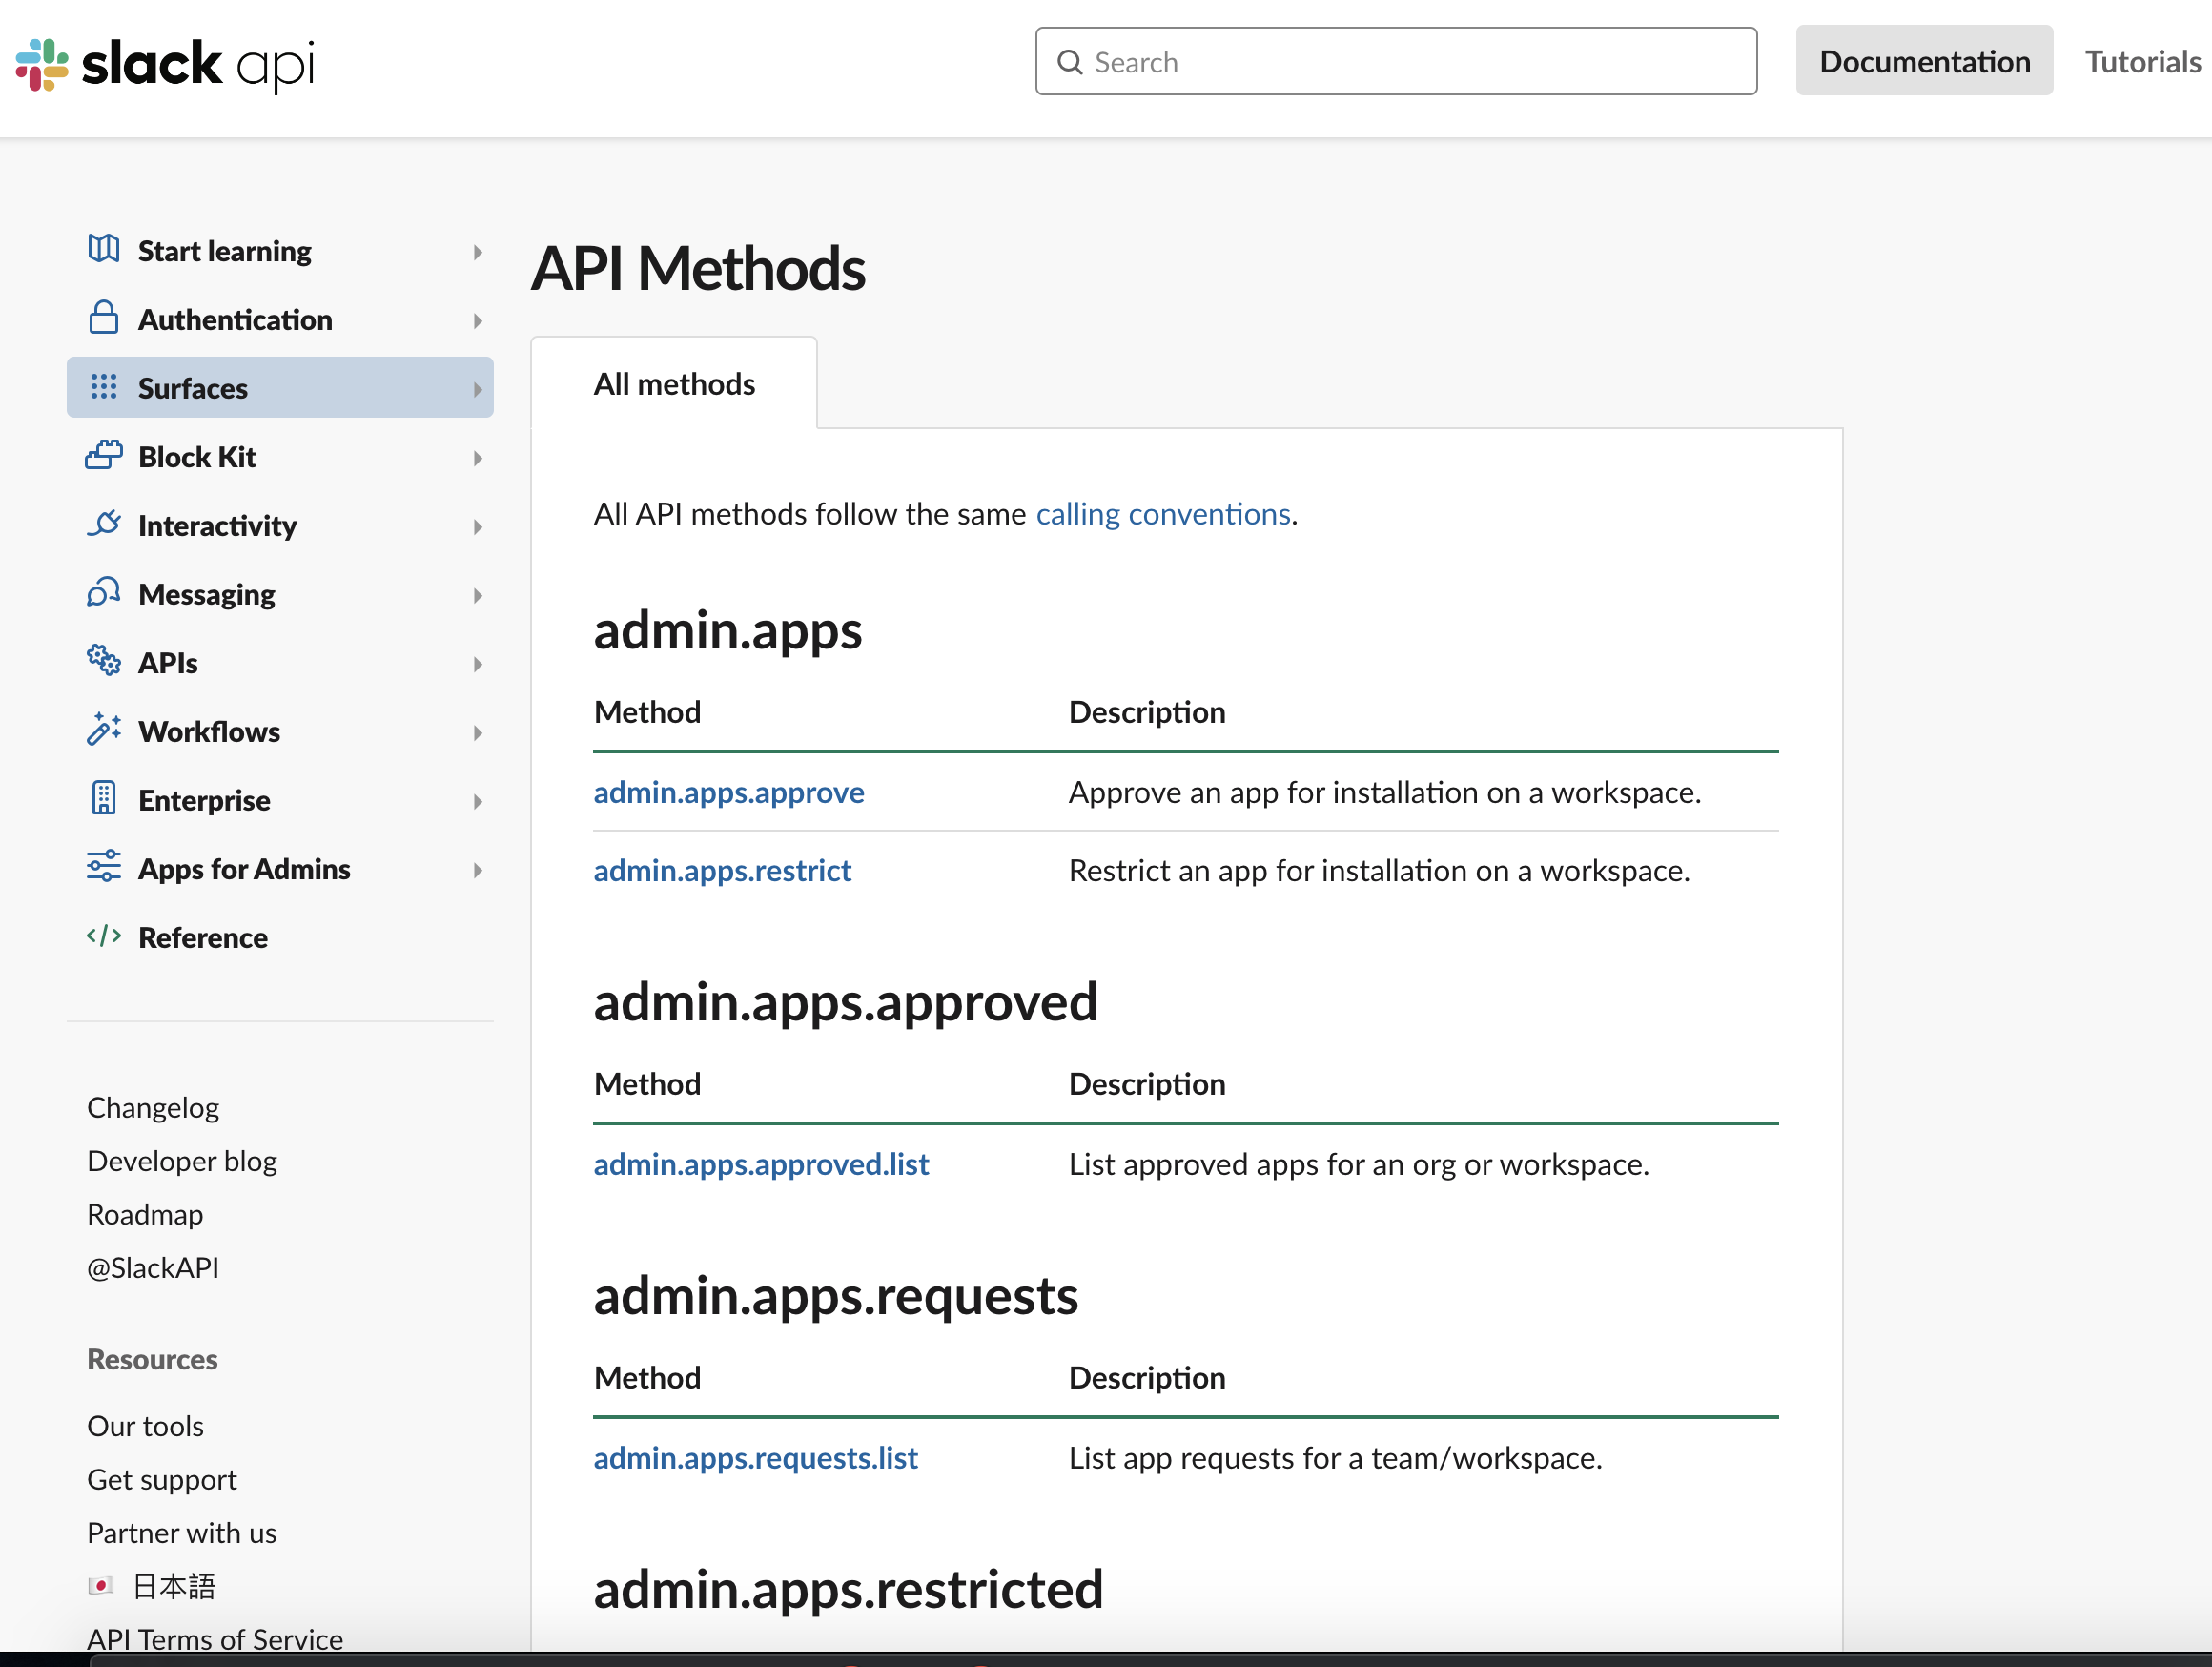 slack api
Search
Documentation
Tutorials
Start learning
Authentication
Surfaces
Block Kit
Interactivity
Messaging
APIs
Workflows
Enterprise
Apps for Admins
Reference
Changelog
Developer blog
Roadmap
@SlackAPI
Resources
Our tools
Get support
Partner with us
🇯🇵 日本語
API Terms of Service
API Methods
All methods
All API methods follow the same calling conventions.
admin.apps
Method Description
admin.apps.approve Approve an app for installation on a workspace.
admin.apps.restrict Restrict an app for installation on a workspace.
admin.apps.approved
Method Description
admin.apps.approved.list List approved apps for an org or workspace.
admin.apps.requests
Method Description
admin.apps.requests.list List app requests for a team/workspace.
admin.apps.restricted